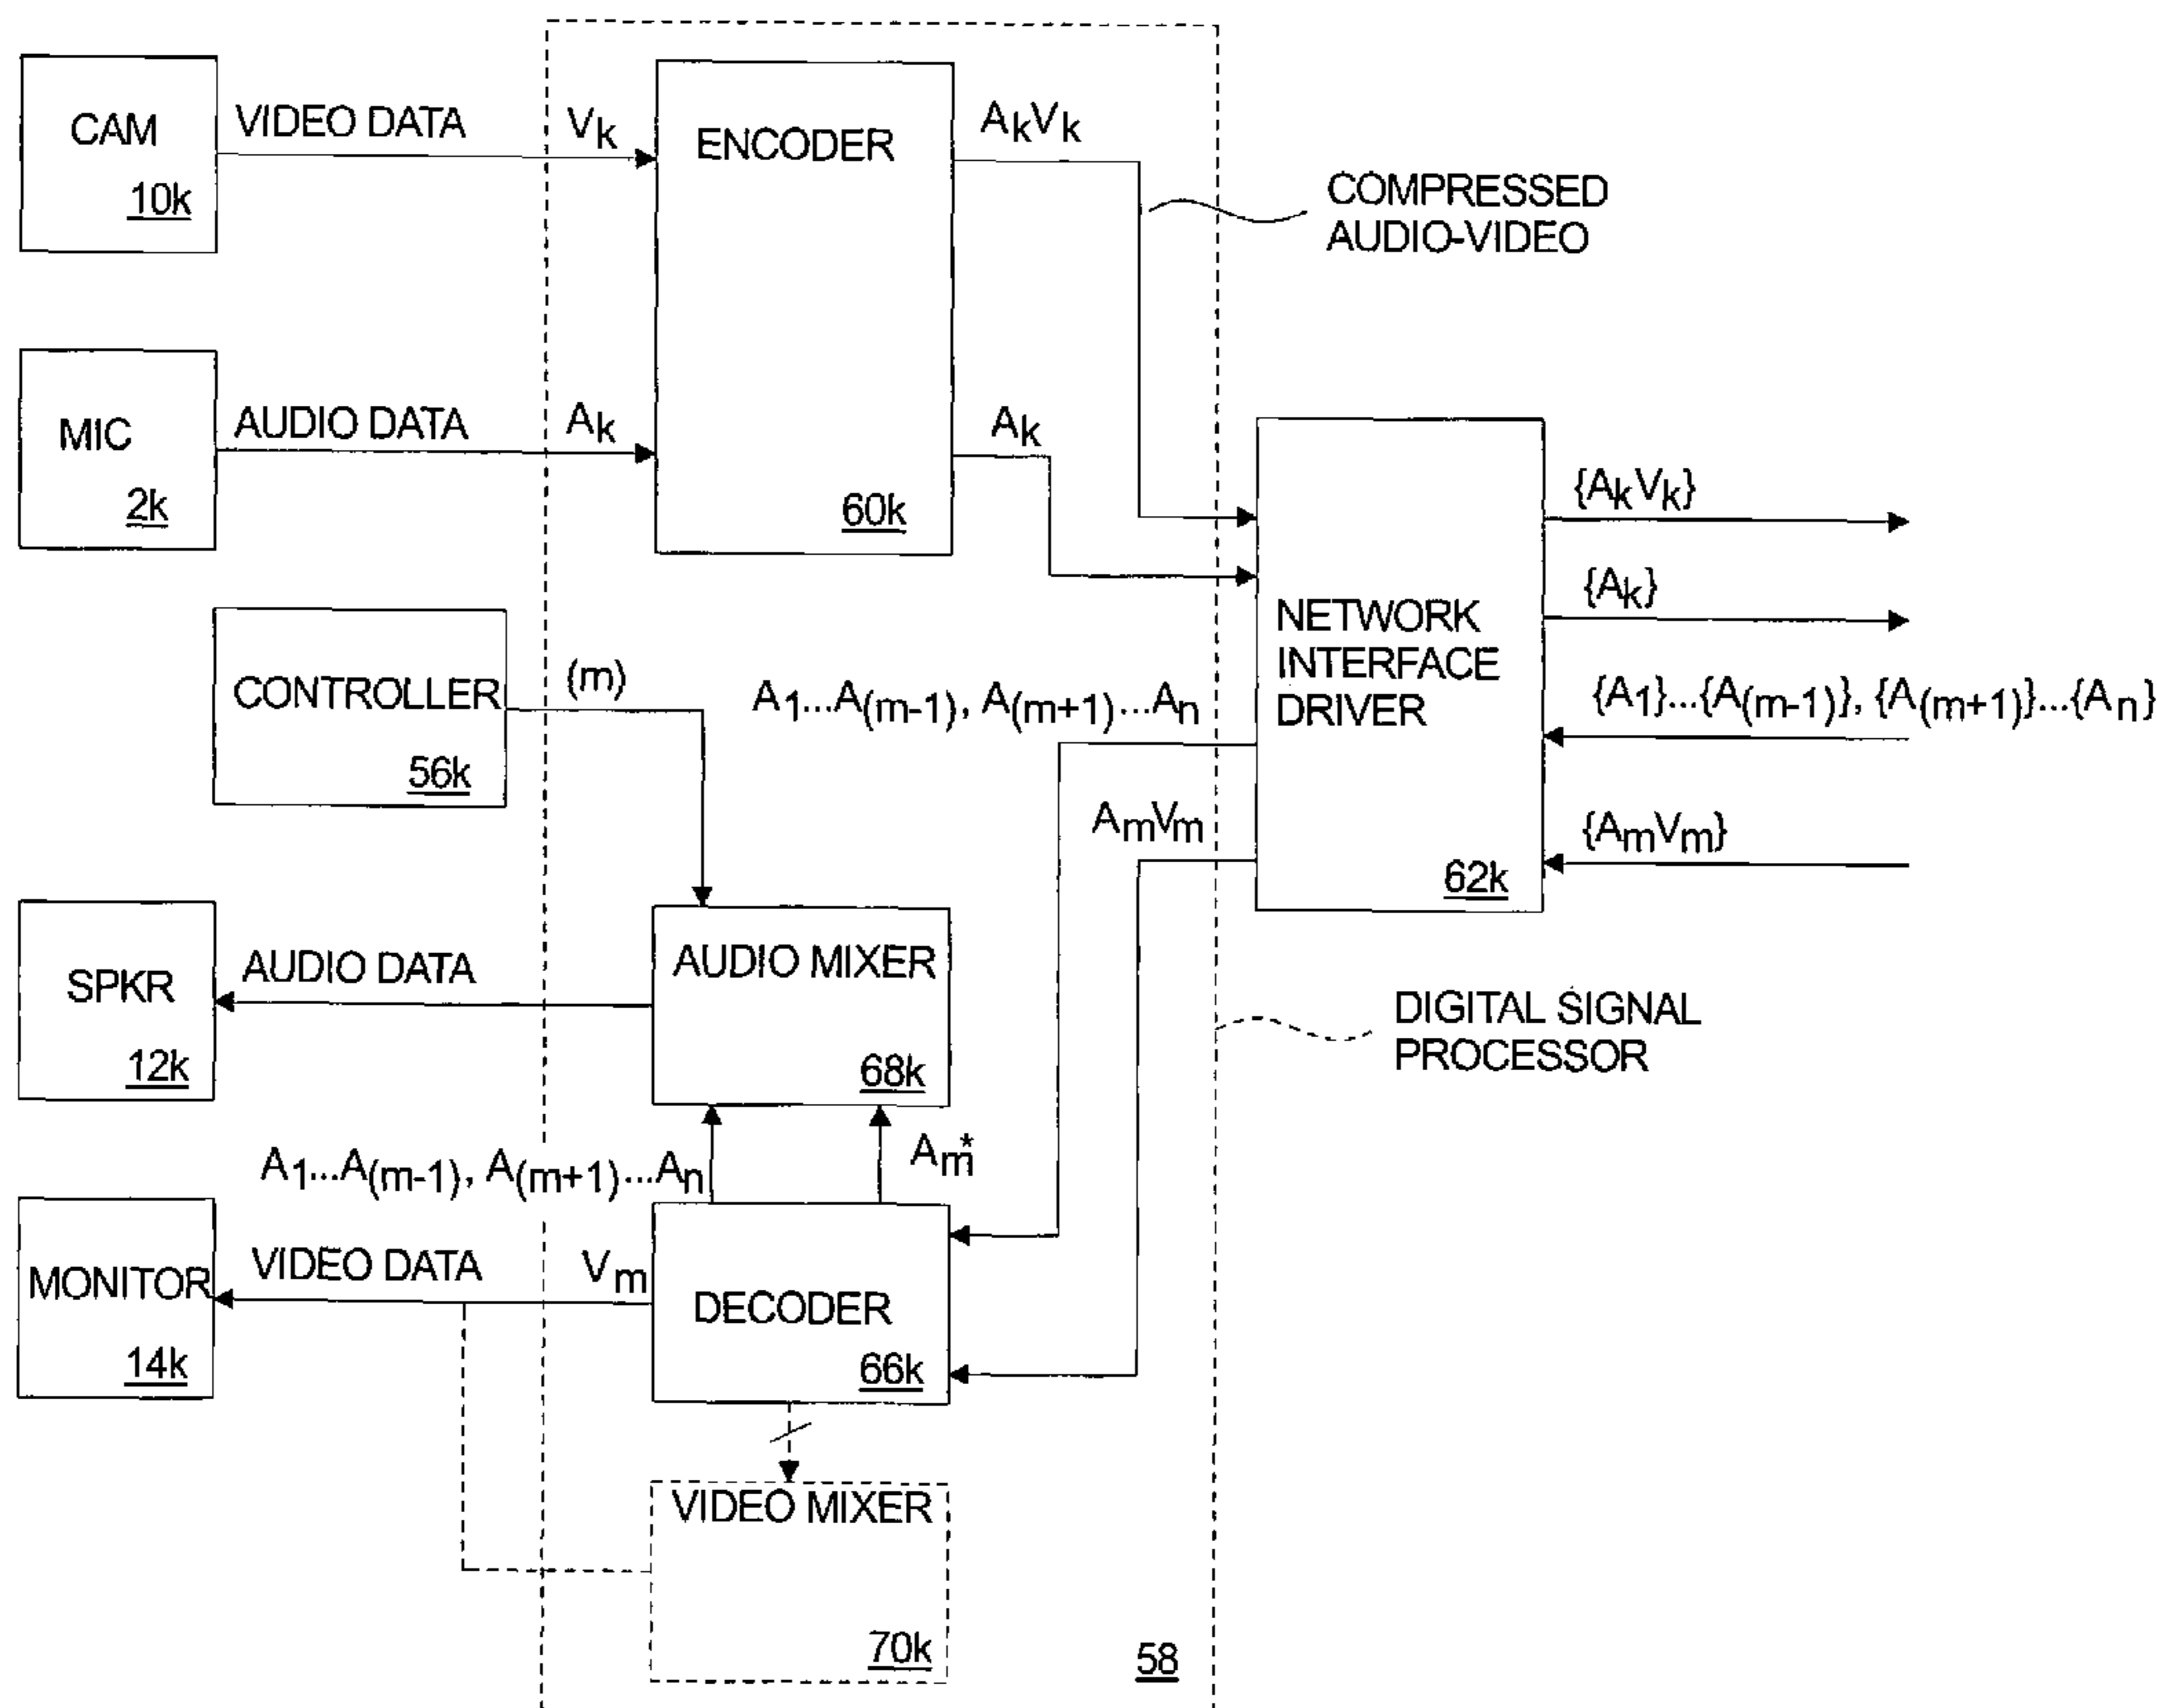 CAM
10k
VIDEO DATA
Vk
ENCODER
60k
AkVk
COMPRESSED
AUDIO-VIDEO
MIC
2k
AUDIO DATA
Ak
Ak
NETWORK
INTERFACE
DRIVER
62k
{AkVk}
{Ak}
{A1}...{A(m-1)}, {A(m+1)}...{An}
{AmVm}
CONTROLLER
56k
(m)
A1...A(m-1), A(m+1)...An
AmVm
SPKR
12k
AUDIO DATA
AUDIO MIXER
68k
DIGITAL SIGNAL
PROCESSOR
A1...A(m-1), A(m+1)...An
Am*
MONITOR
14k
VIDEO DATA
Vm
DECODER
66k
VIDEO MIXER
70k
58